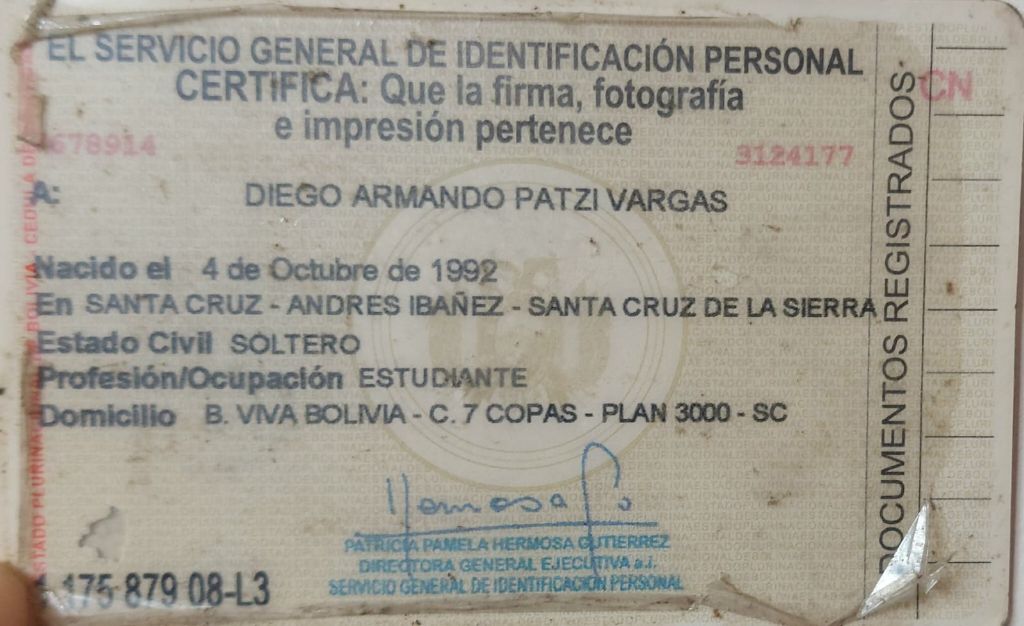 EL SERVICIO GENERAL DE IDENTIFICACIÓN PERSONAL
CERTIFICA: Que la firma, fotografía
e impresión pertenece
CN
678914
3124177
A: DIEGO ARMANDO PATZI VARGAS
Nacido el 4 de Octubre de 1992
En SANTA CRUZ - ANDRES IBAÑEZ - SANTA CRUZ DE LA SIERRA
Estado Civil SOLTERO
Profesión/Ocupación ESTUDIANTE
Domicilio B. VIVA BOLIVIA - C. 7 COPAS - PLAN 3000 - SC
Hermosa
PATRICIA PAMELA HERMOSA GUTIERREZ
DIRECTORA GENERAL EJECUTIVA a.i.
SERVICIO GENERAL DE IDENTIFICACION PERSONAL
175 879 08-L3
DOCUMENTOS REGISTRADOS